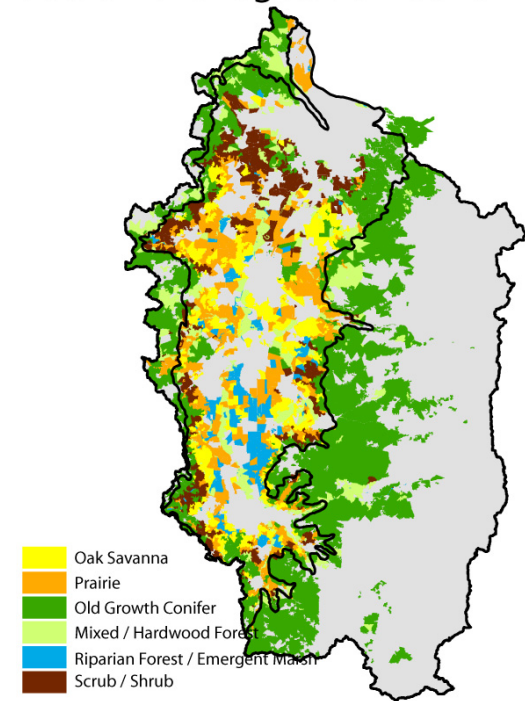 Oak Savanna
Prairie
Old Growth Conifer
Mixed / Hardwood Forest
Riparian Forest / Emergent Marsh
Scrub / Shrub